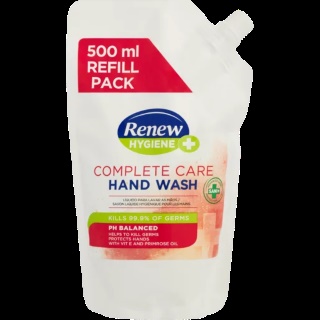 500 ml
REFILL
PACK
Renew
HYGIENE +
COMPLETE CARE
HAND WASH
KILLS 99.9% OF GERMS
PH BALANCED
HELPS TO KILL GERMS
PROTECTS HANDS
WITH VIT E AND PRIMROSE OIL